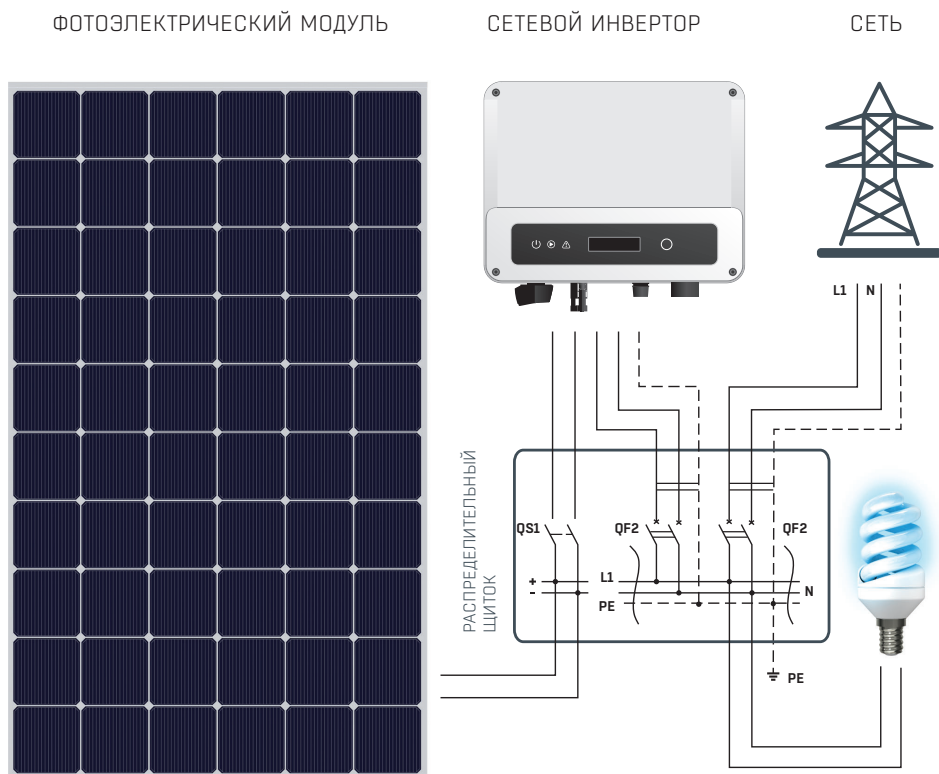 ФОТОЭЛЕКТРИЧЕСКИЙ МОДУЛЬ
СЕТЕВОЙ ИНВЕРТОР
СЕТЬ
L1 N
РАСПРЕДЕЛИТЕЛЬНЫЙ
ЩИТОК
QS1
QF2
QF2
+
-
L1
N
PE
PE